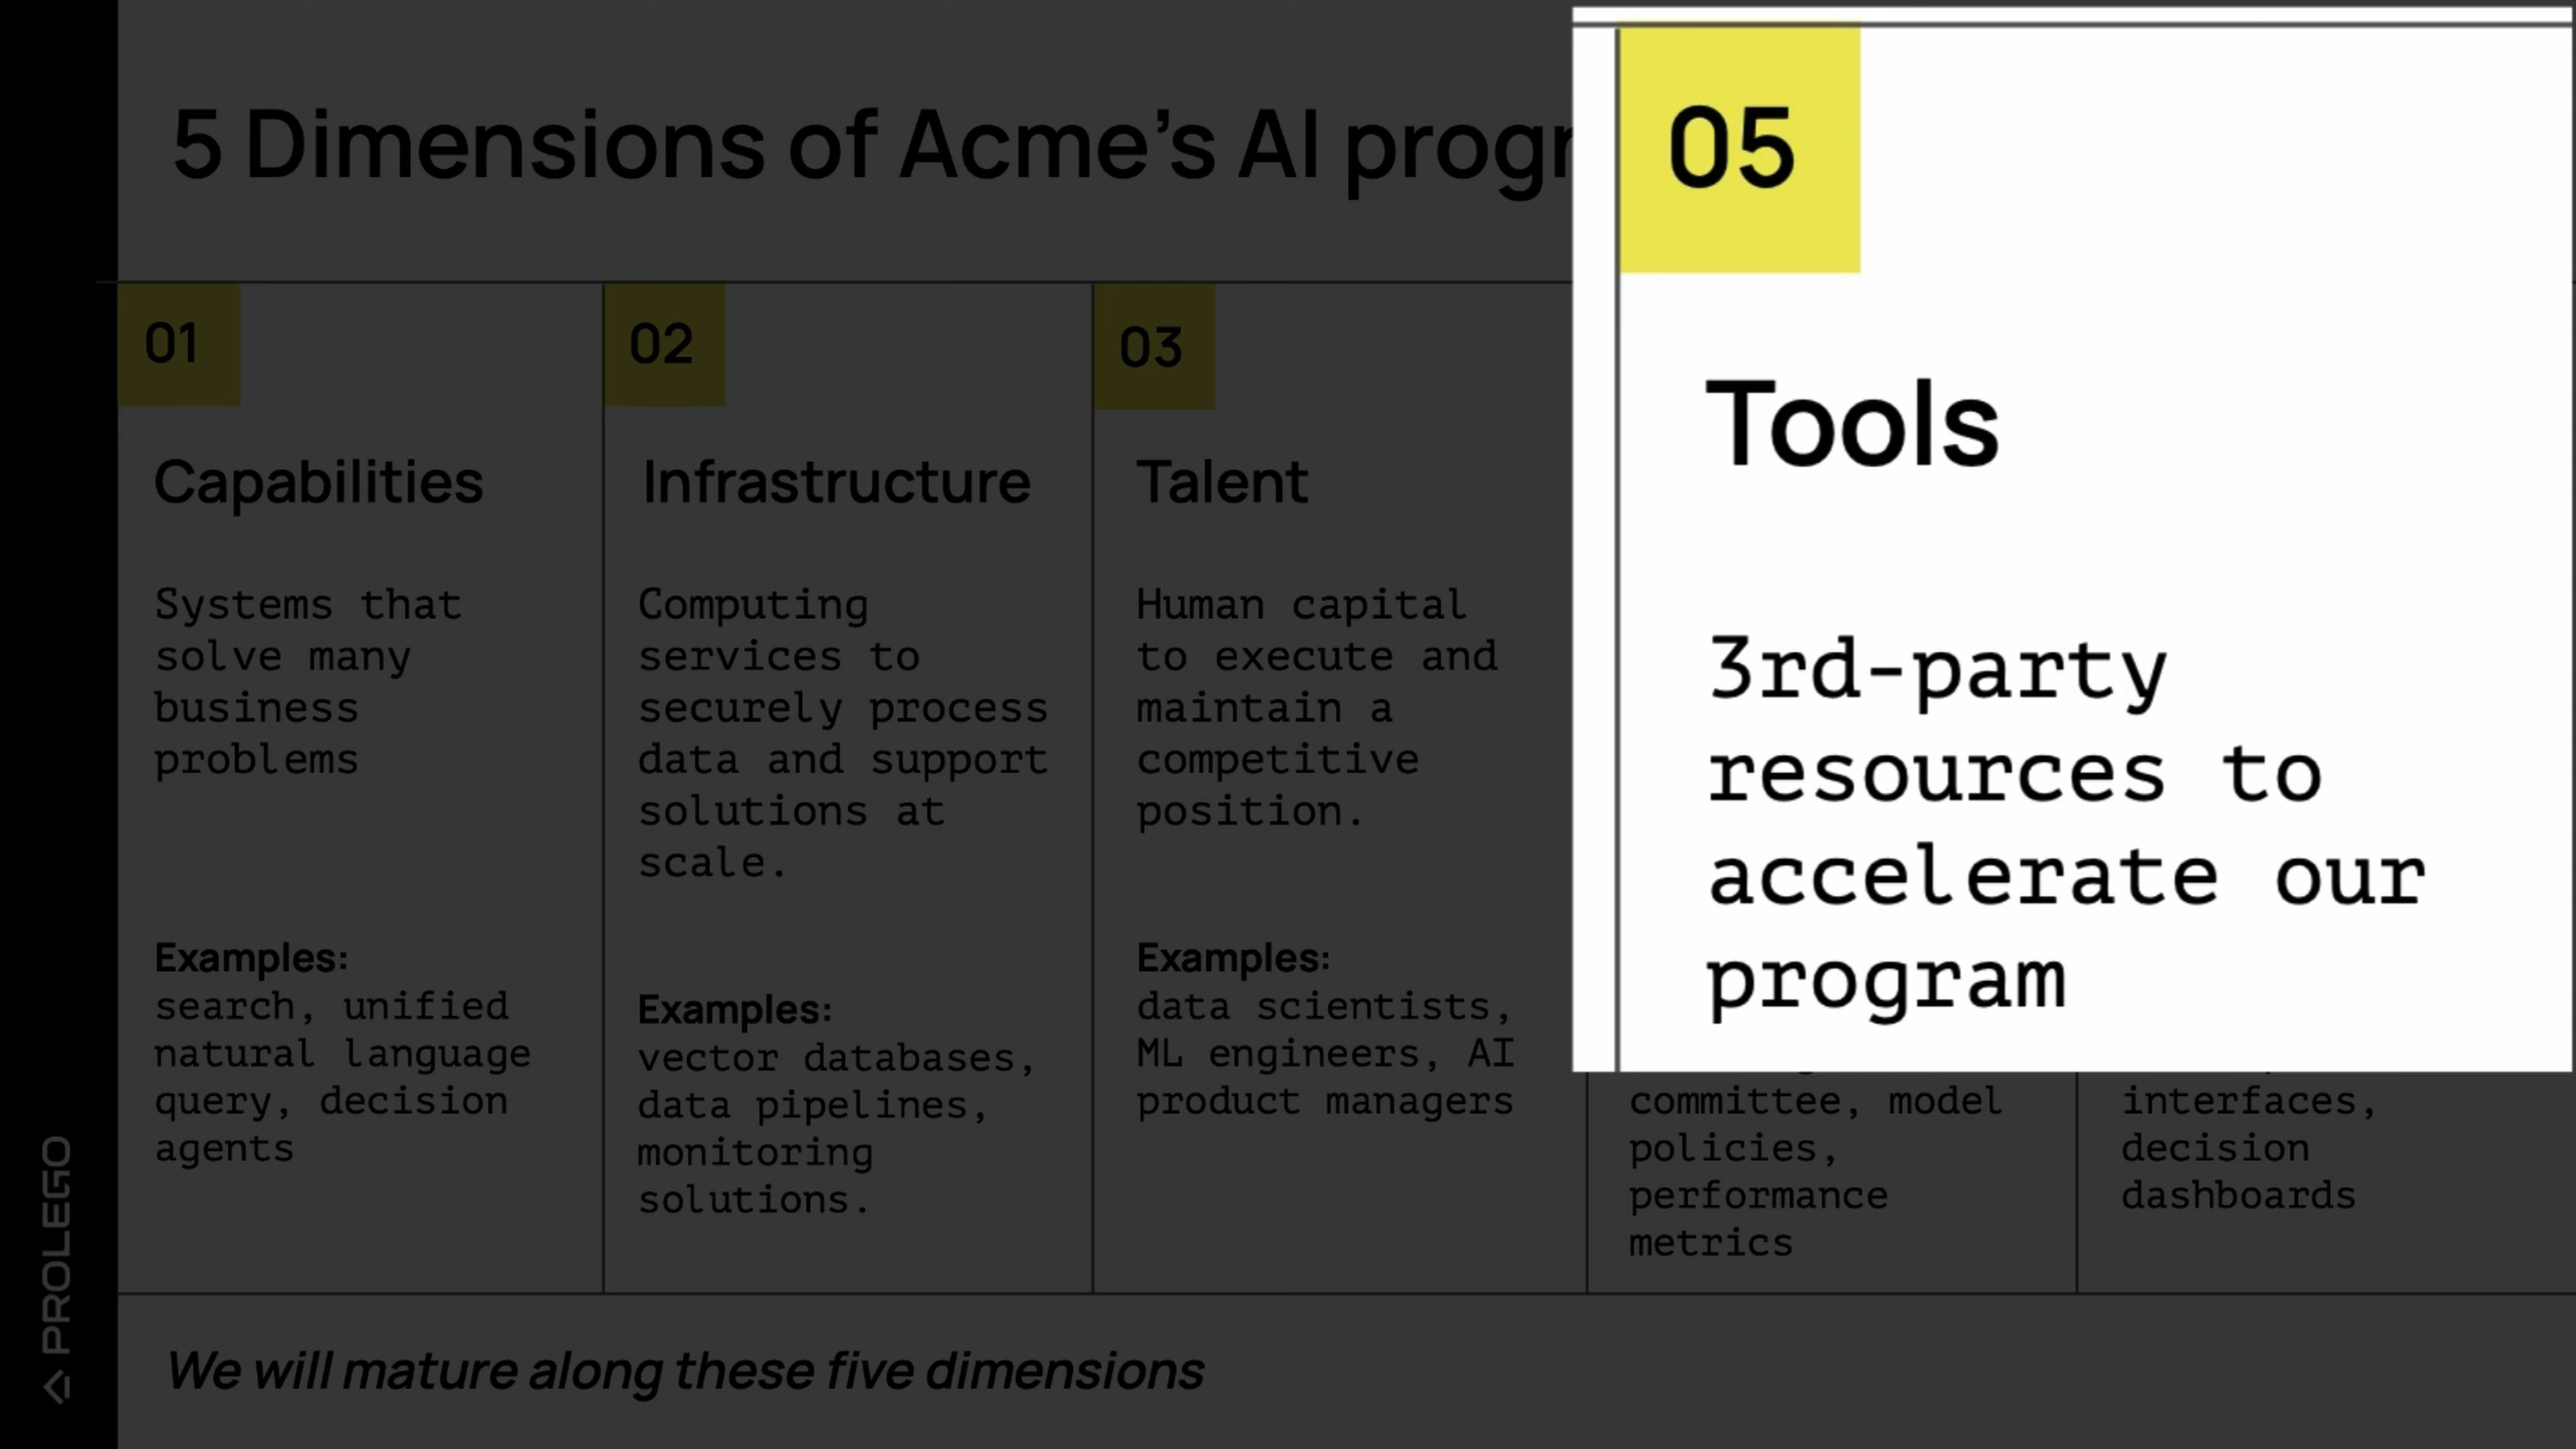 5 Dimensions of Acme's AI
01
Capabilities
Systems that
solve many
business
problems
Examples:
search, unified
natural language
query, decision
agents
02
Infrastructure
Computing
services to
securely process
data and support
solutions at
scale.
Examples:
vector databases,
data pipelines,
monitoring
solutions.
03
Talent
Human capital
to execute and
maintain a
competitive
position.
Examples:
data scientists,
ML engineers, AI
product managers
committee, model
policies,
performance
metrics
05
Tools
3rd-party
resources to
accelerate our
program
interfaces,
decision
dashboards
We will mature along these five dimensions
PROLEGO